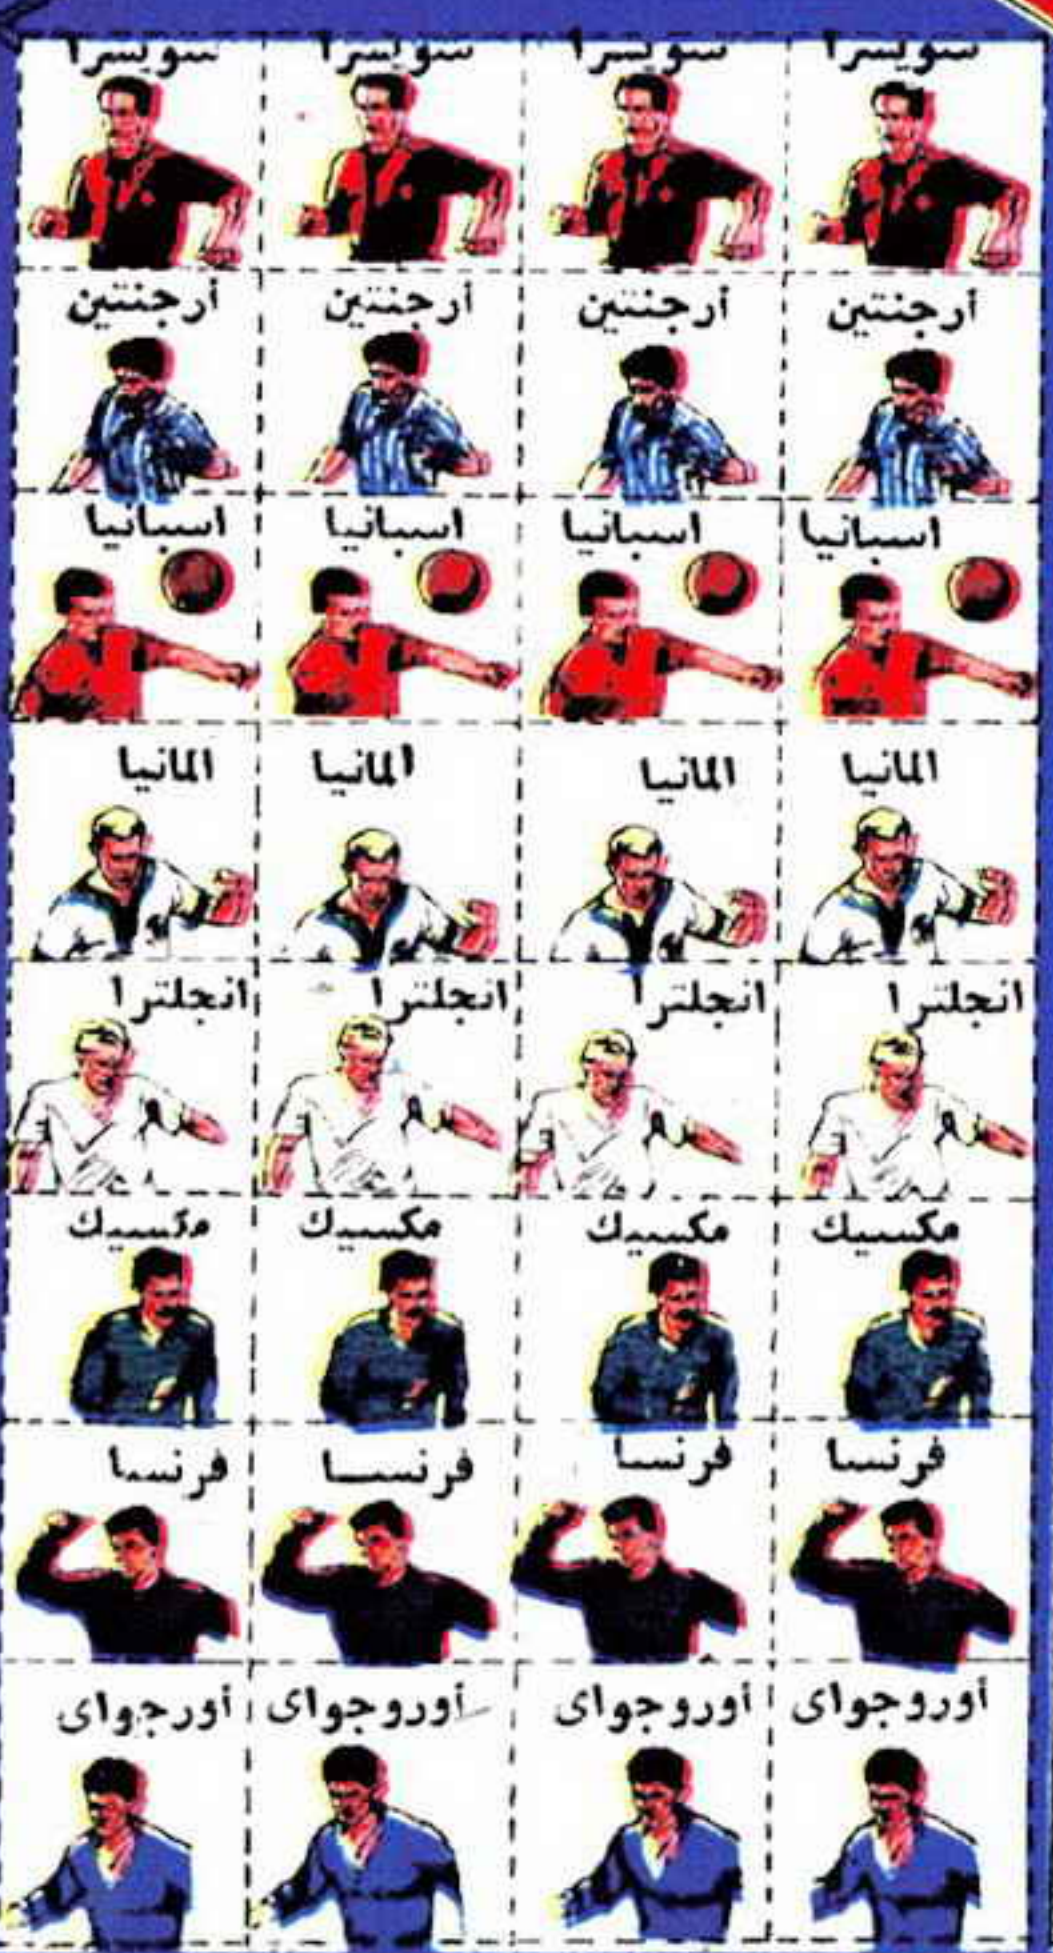 سويسرا سويسرا سويسرا سويسرا
أرجنتين أرجنتين أرجنتين أرجنتين
اسبانيا اسبانيا اسبانيا اسبانيا
المانيا المانيا المانيا المانيا
انجلترا انجلترا انجلترا انجلترا
مكسيك مكسيك مكسيك مكسيك
فرنسا فرنسا فرنسا فرنسا
أوروجواى أوروجواى أوروجواى أورجواى